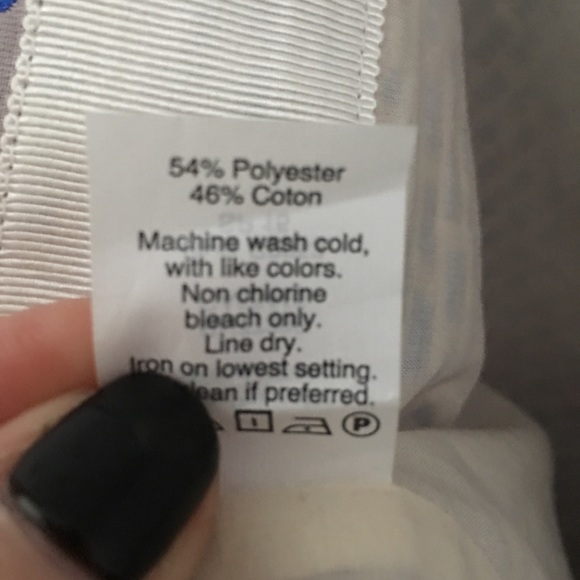 54% Polyester
46% Coton
Machine wash cold,
with like colors.
Non chlorine
bleach only.
Line dry.
Iron on lowest setting.
if preferred.
P